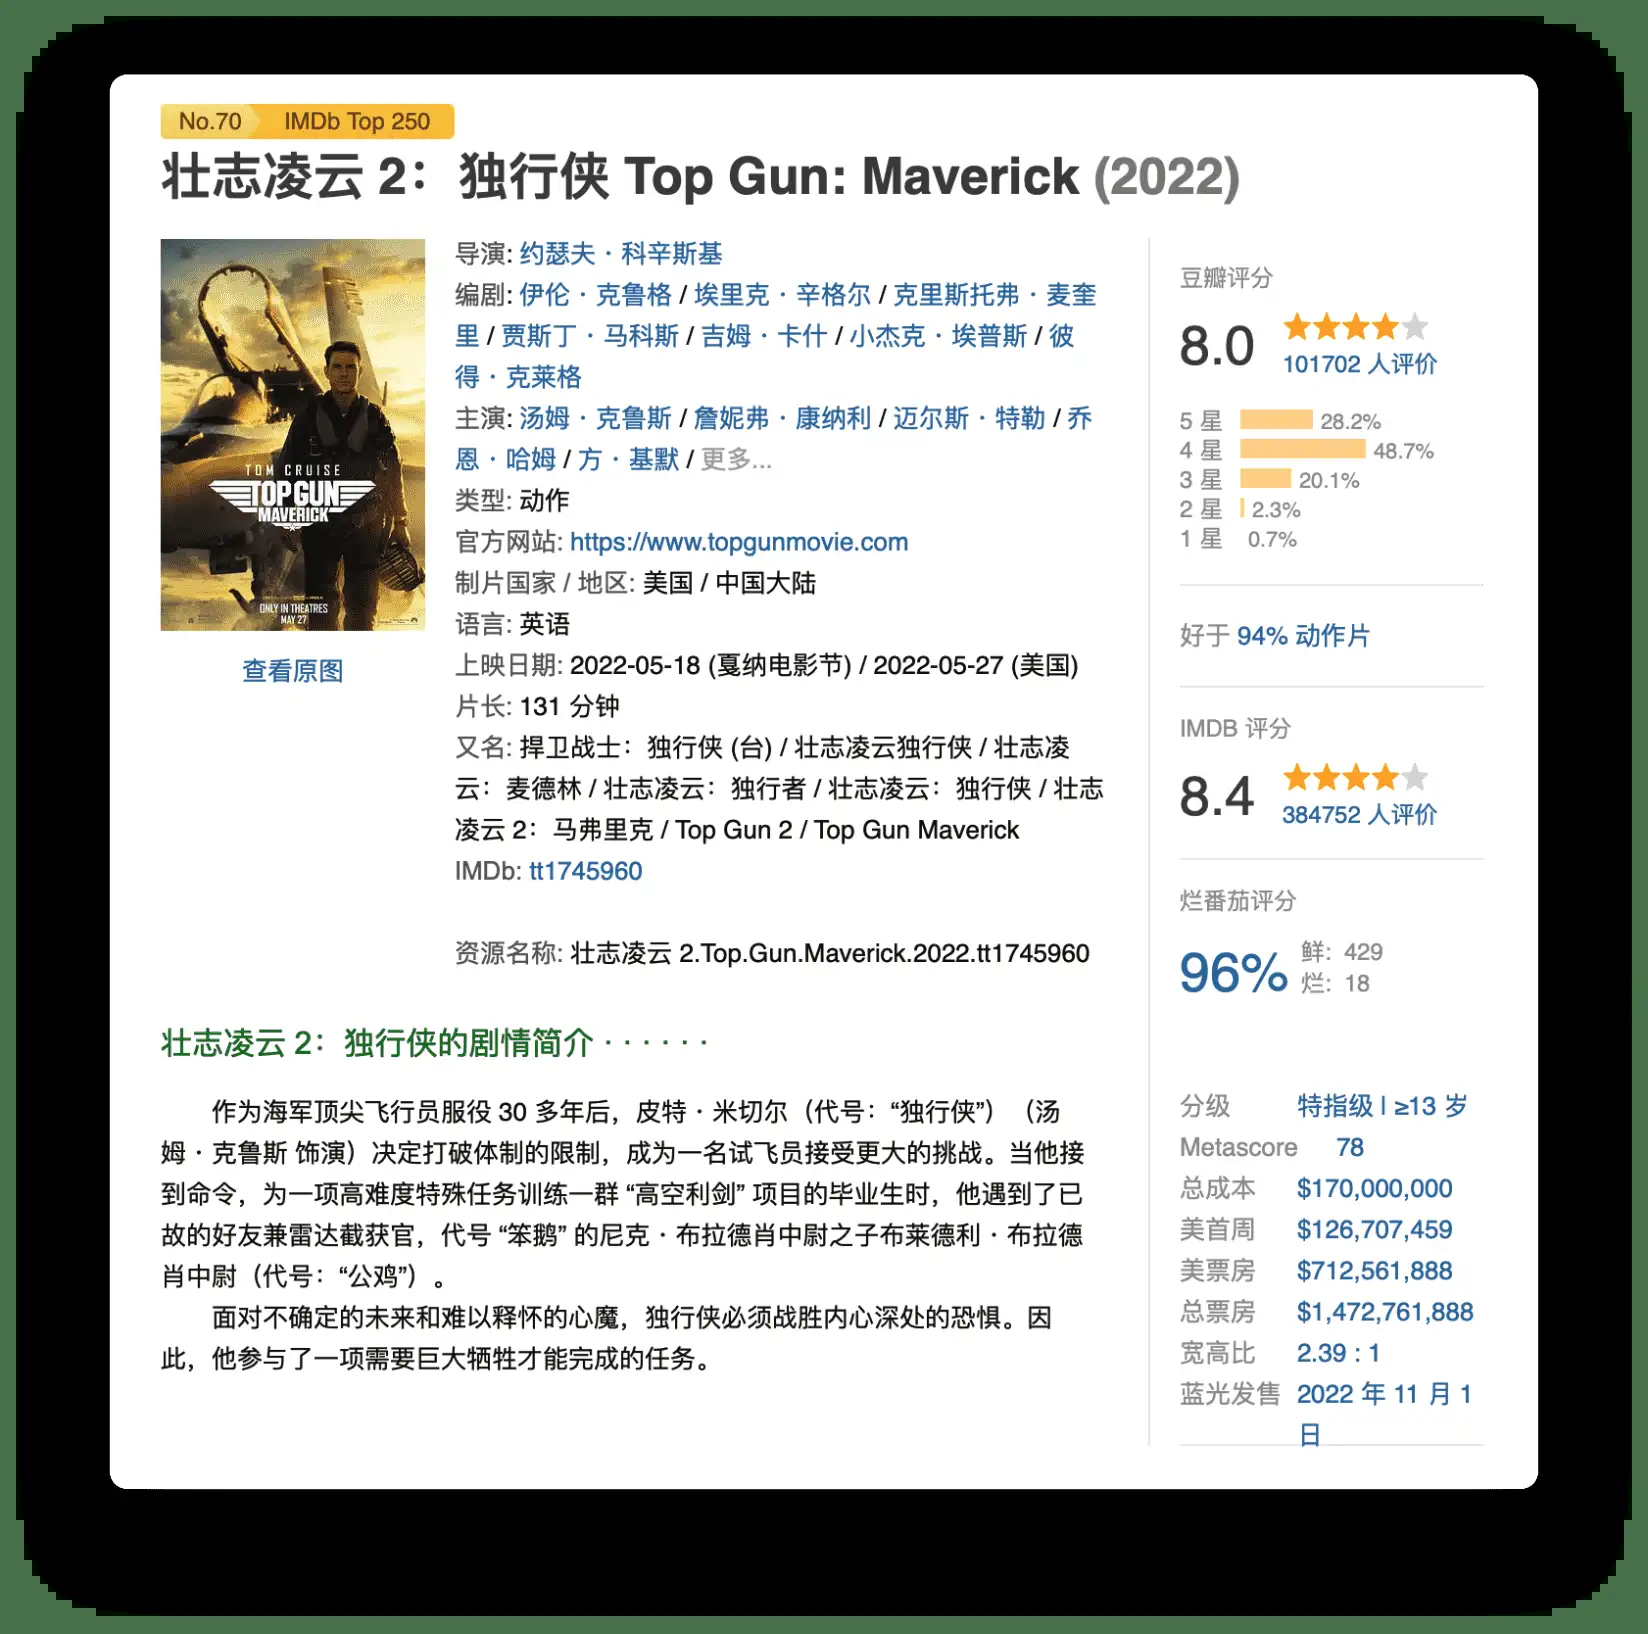 No.70 IMDb Top 250
壮志凌云 2：独行侠 Top Gun: Maverick (2022)
TOM CRUISE
TOP GUN
MAVERICK
ONLY IN THEATRES
MAY 27
查看原图
导演: 约瑟夫 · 科辛斯基
编剧: 伊伦 · 克鲁格 / 埃里克 · 辛格尔 / 克里斯托弗 · 麦奎
里 / 贾斯丁 · 马科斯 / 吉姆 · 卡什 / 小杰克 · 埃普斯 / 彼
得 · 克莱格
主演: 汤姆 · 克鲁斯 / 詹妮弗 · 康纳利 / 迈尔斯 · 特勒 / 乔
恩 · 哈姆 / 方 · 基默 / 更多...
类型: 动作
官方网站: https://www.topgunmovie.com
制片国家 / 地区: 美国 / 中国大陆
语言: 英语
上映日期: 2022-05-18 (戛纳电影节) / 2022-05-27 (美国)
片长: 131 分钟
又名: 捍卫战士：独行侠 (台) / 壮志凌云独行侠 / 壮志凌
云：麦德林 / 壮志凌云：独行者 / 壮志凌云：独行侠 / 壮志
凌云 2：马弗里克 / Top Gun 2 / Top Gun Maverick
IMDb: tt1745960
资源名称: 壮志凌云 2.Top.Gun.Maverick.2022.tt1745960
壮志凌云 2：独行侠的剧情简介 · · · · · ·
作为海军顶尖飞行员服役 30 多年后，皮特 · 米切尔（代号：“独行侠”）（汤
姆 · 克鲁斯 饰演）决定打破体制的限制，成为一名试飞员接受更大的挑战。当他接
到命令，为一项高难度特殊任务训练一群 “高空利剑” 项目的毕业生时，他遇到了已
故的好友兼雷达截获官，代号 “笨鹅” 的尼克 · 布拉德肖中尉之子布莱德利 · 布拉德
肖中尉（代号：“公鸡”）。
面对不确定的未来和难以释怀的心魔，独行侠必须战胜内心深处的恐惧。因
此，他参与了一项需要巨大牺牲才能完成的任务。
豆瓣评分
8.0
101702 人评价
5 星 28.2%
4 星 48.7%
3 星 20.1%
2 星 2.3%
1 星 0.7%
好于 94% 动作片
IMDB 评分
8.4
384752 人评价
烂番茄评分
96%
鲜: 429
烂: 18
分级 特指级 | ≥13 岁
Metascore 78
总成本 $170,000,000
美首周 $126,707,459
美票房 $712,561,888
总票房 $1,472,761,888
宽高比 2.39 : 1
蓝光发售 2022 年 11 月 1
日